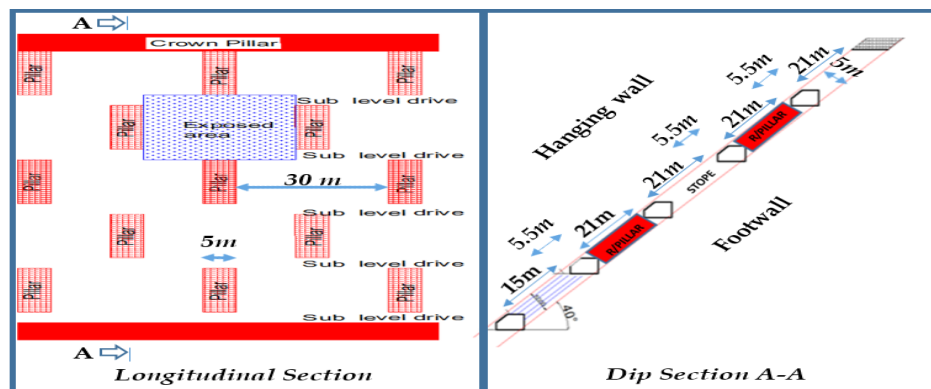 A
Crown Pillar
Pillar
Pillar
Pillar
Sub level drive
Pillar
Exposed
area
Pillar
Sub level drive
Pillar
Pillar
Pillar
30 m
Sub level drive
Pillar
Pillar
5m
Sub level drive
Pillar
Pillar
Pillar
Sub level drive
A
Longitudinal Section
5.5m
21m
5m
Hanging wall
5.5m
21m
R/PILLAR
21m
STOPE
Footwall
5.5m
21m
R/PILLAR
15m
40°
Dip Section A-A